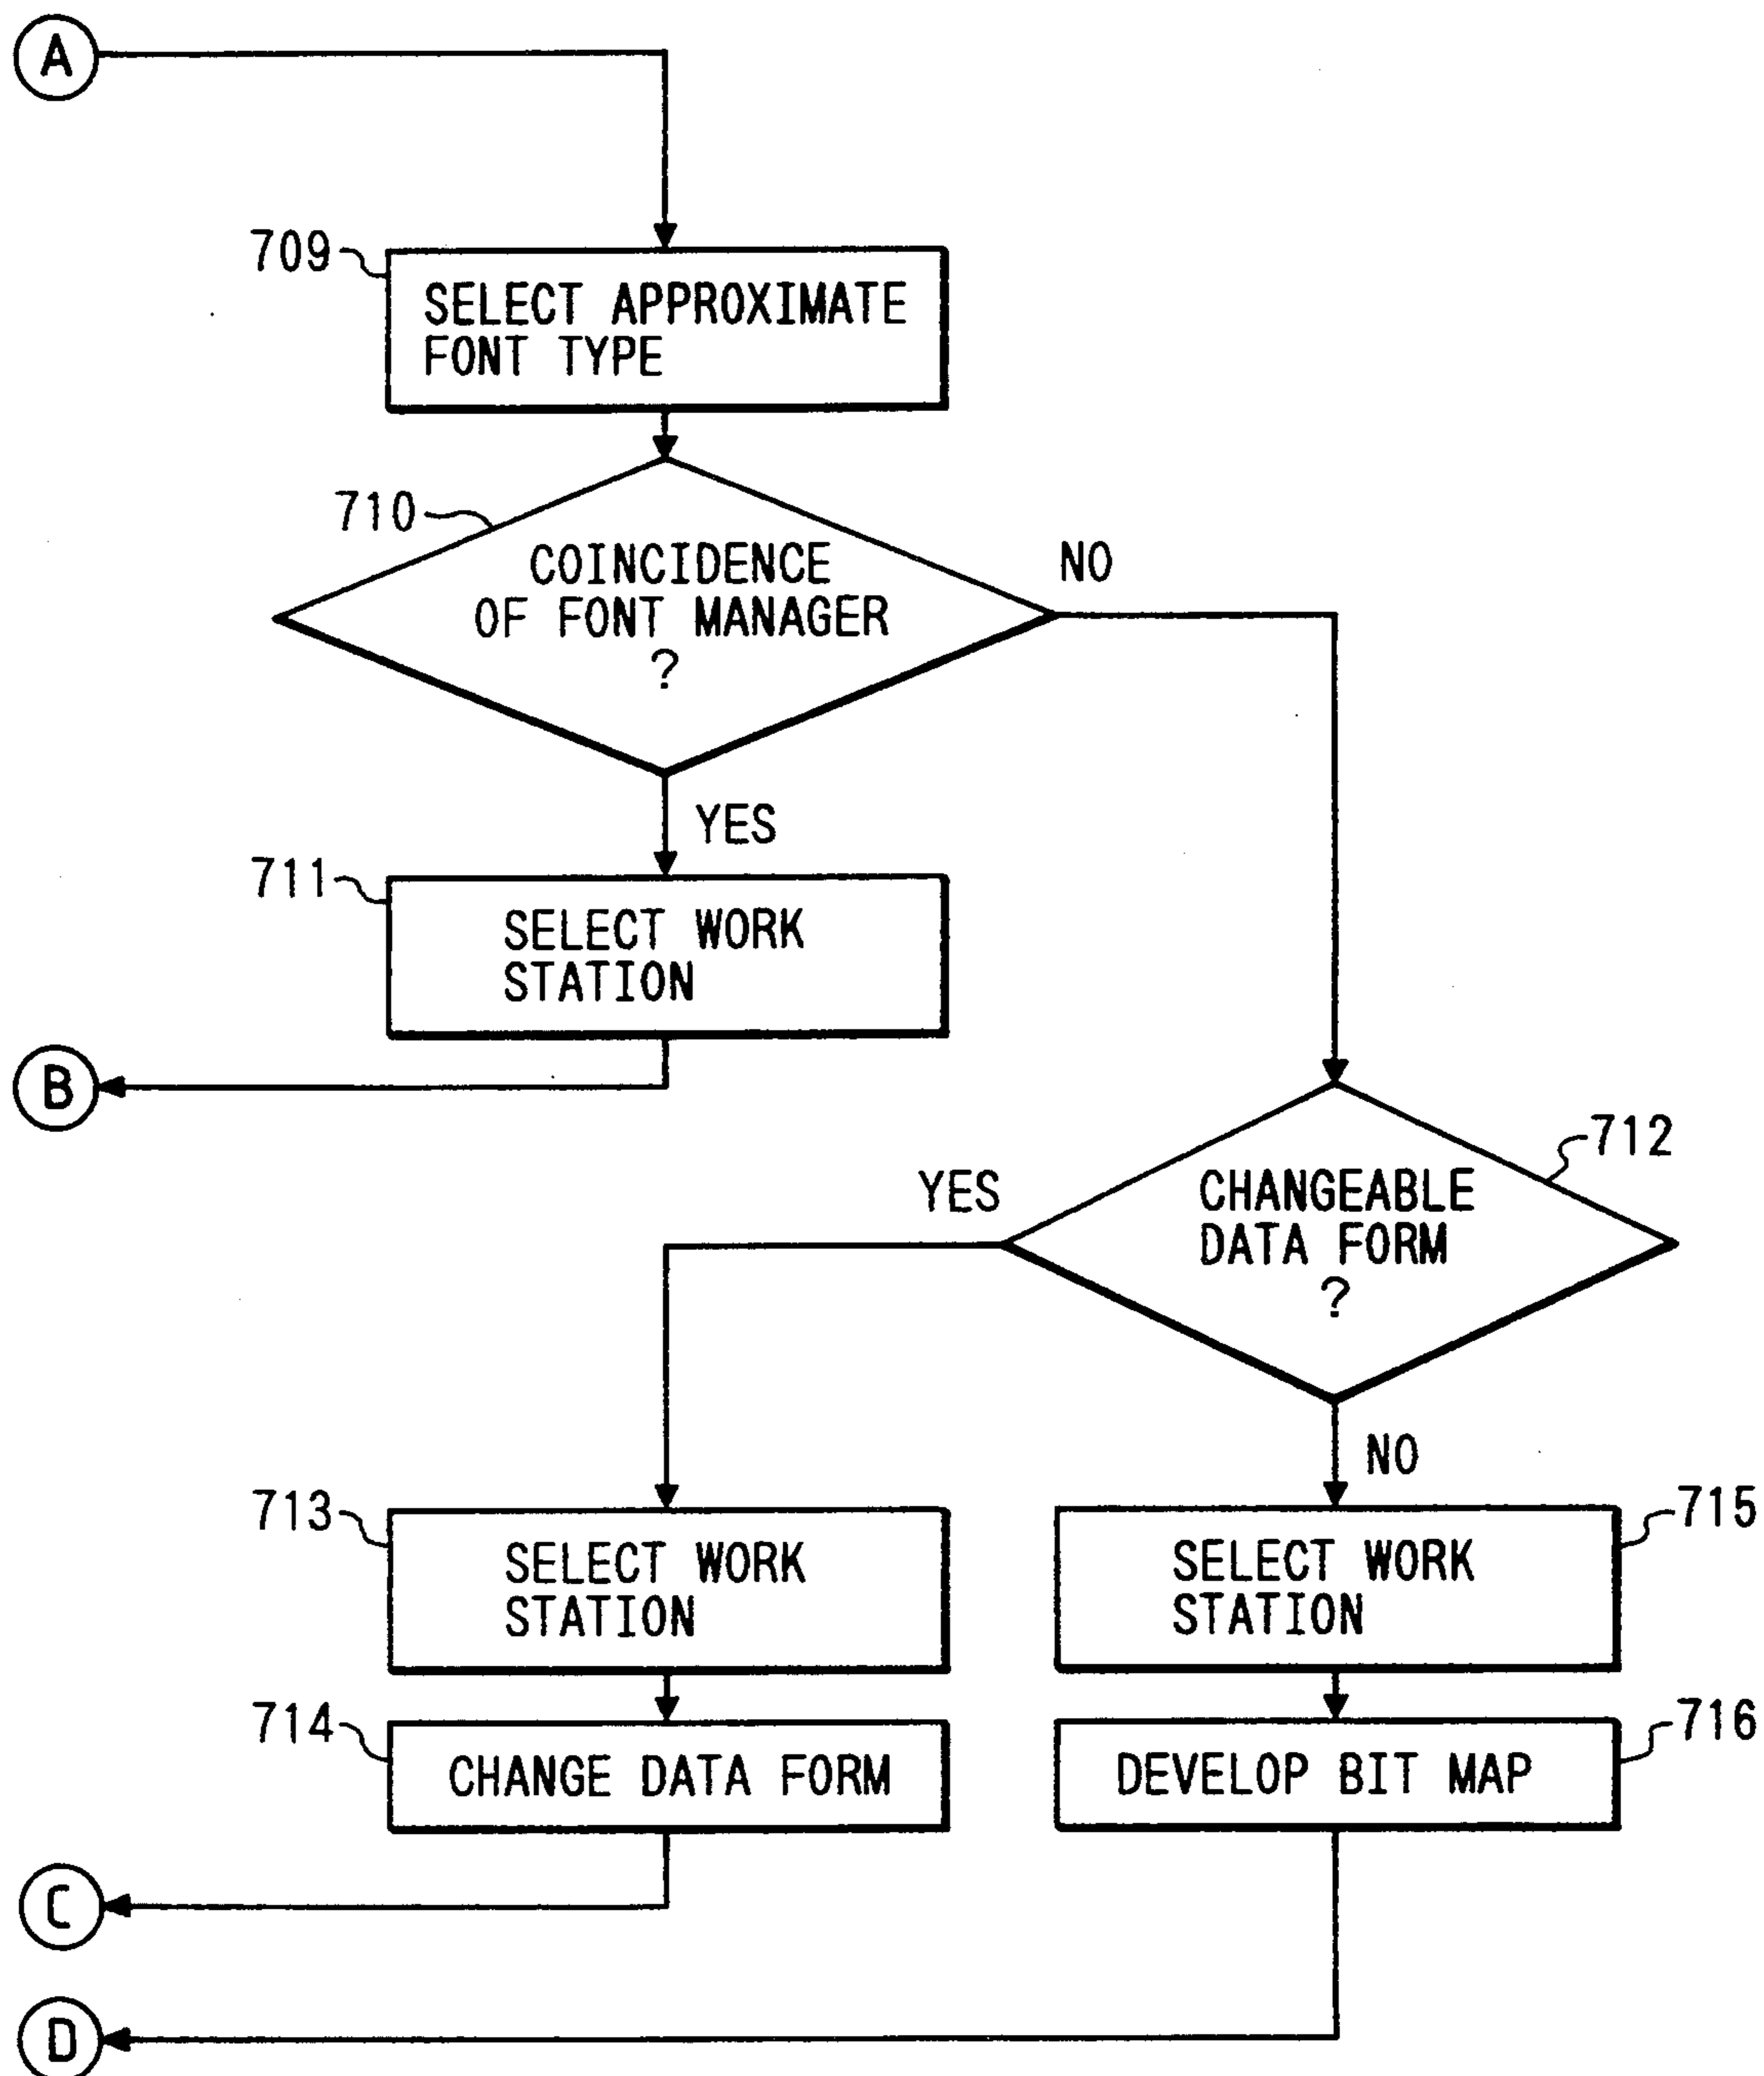 A
709
SELECT APPROXIMATE
FONT TYPE
710
COINCIDENCE
OF FONT MANAGER
?
NO
YES
711
SELECT WORK
STATION
B
712
CHANGEABLE
DATA FORM
?
YES
NO
713
SELECT WORK
STATION
715
SELECT WORK
STATION
714
CHANGE DATA FORM
716
DEVELOP BIT MAP
C
D